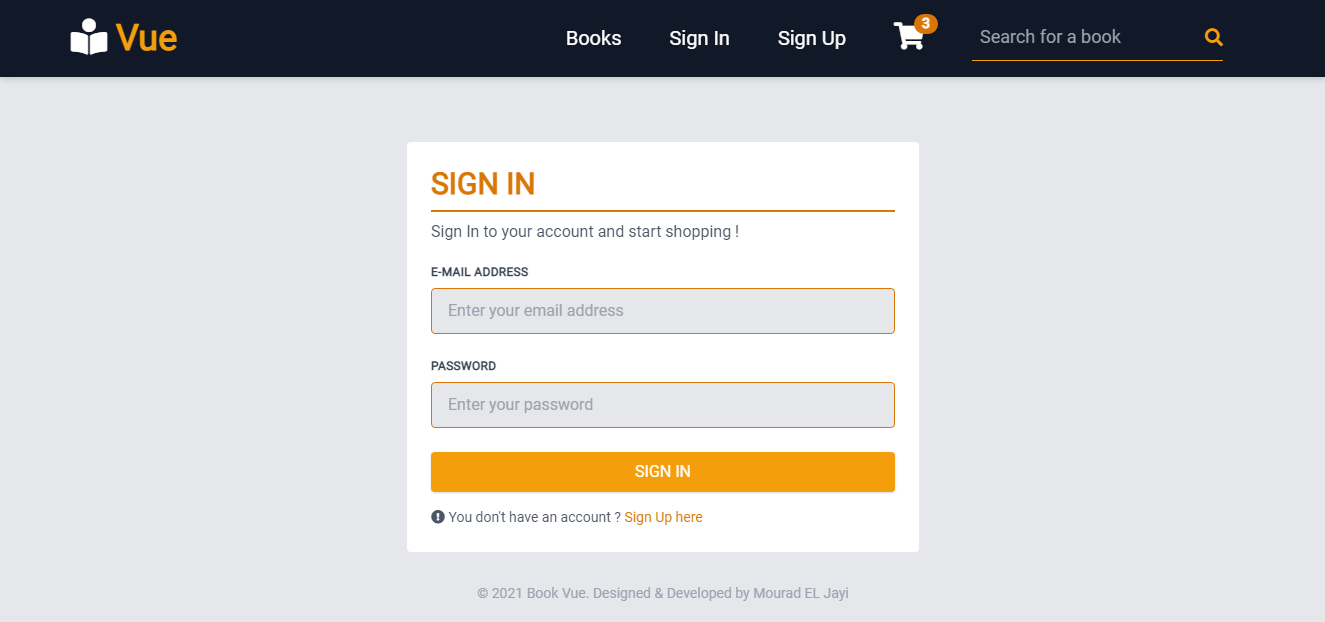 Vue
Books Sign In Sign Up 3 Search for a book
SIGN IN
Sign In to your account and start shopping !
E-MAIL ADDRESS
Enter your email address
PASSWORD
Enter your password
SIGN IN
You don't have an account ? Sign Up here
© 2021 Book Vue. Designed & Developed by Mourad EL Jayi